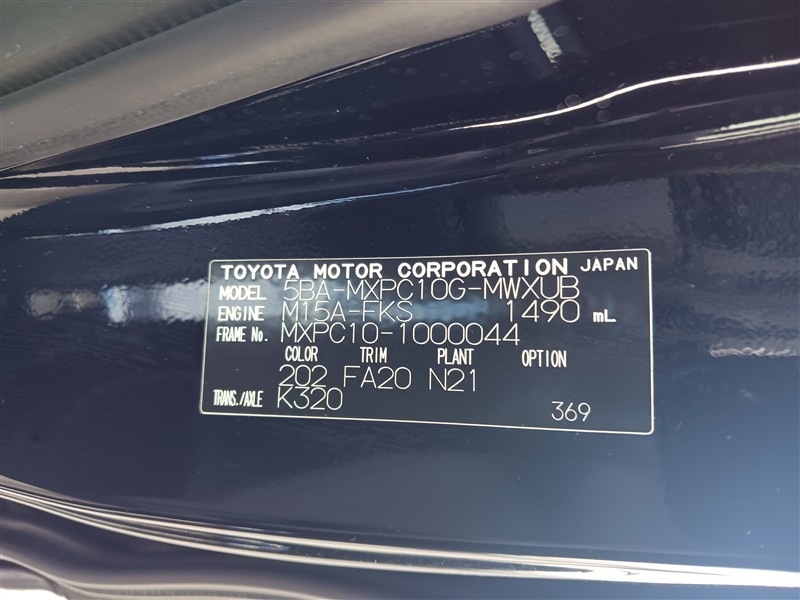 TOYOTA MOTOR CORPORATION JAPAN
MODEL 5BA-MXPC10G-MWXUB
ENGINE M15A-FKS 1490 mL
FRAME No. MXPC10-1000044
COLOR TRIM PLANT OPTION
202 FA20 N21
TRANS./AXLE K320
369